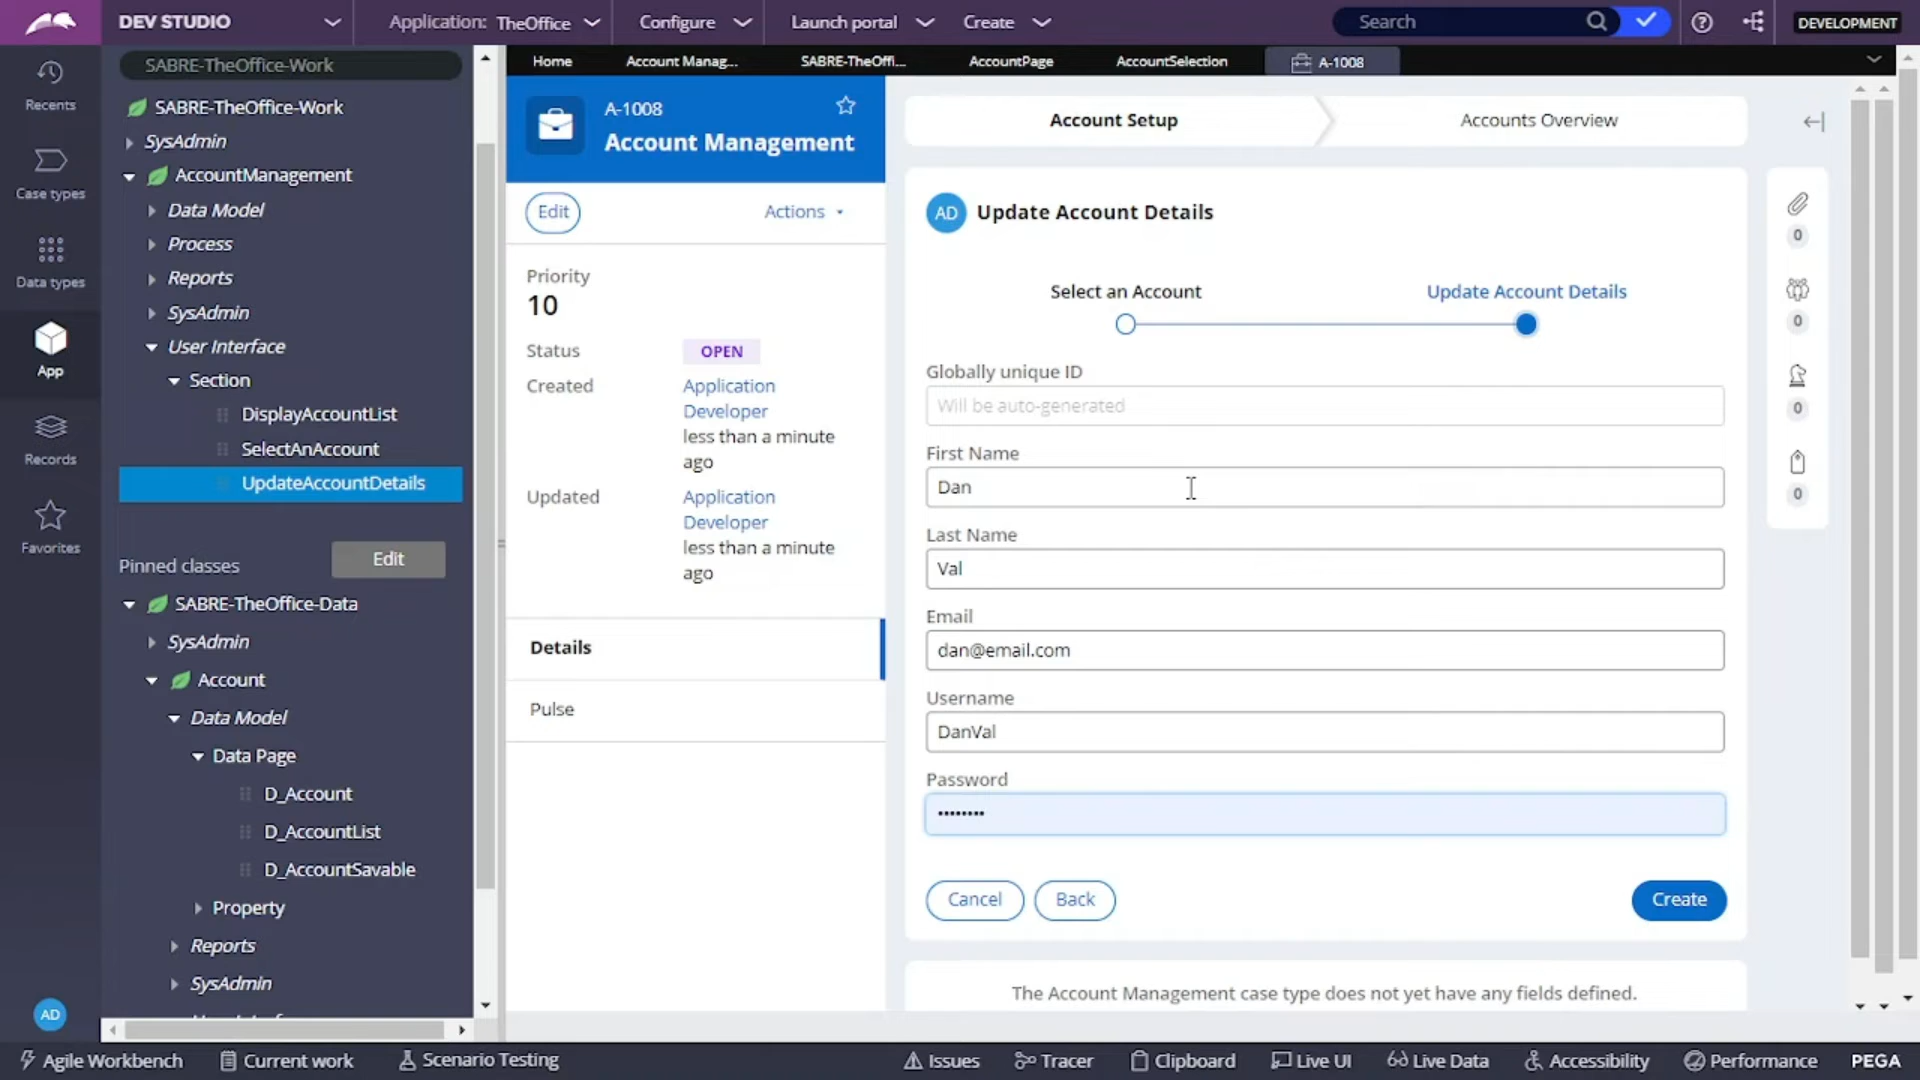 DEV STUDIO
Application: TheOffice
Configure
Launch portal
Create
Search
DEVELOPMENT
Recents
Case types
Data types
App
Records
Favorites
AD
SABRE-TheOffice-Work
SABRE-TheOffice-Work
SysAdmin
AccountManagement
Data Model
Process
Reports
SysAdmin
User Interface
Section
DisplayAccountList
SelectAnAccount
UpdateAccountDetails
Pinned classes
Edit
SABRE-TheOffice-Data
SysAdmin
Account
Data Model
Data Page
D_Account
D_AccountList
D_AccountSavable
Property
Reports
SysAdmin
Home
Account Manag...
SABRE-TheOffi...
AccountPage
AccountSelection
A-1008
A-1008
Account Management
Edit
Actions
Priority
10
Status
OPEN
Created
Application
Developer
less than a minute
ago
Updated
Application
Developer
less than a minute
ago
Details
Pulse
Account Setup
Accounts Overview
AD
Update Account Details
Select an Account
Update Account Details
Globally unique ID
Will be auto-generated
First Name
Dan
Last Name
Val
Email
dan@email.com
Username
DanVal
Password
••••••••
Cancel
Back
Create
The Account Management case type does not yet have any fields defined.
0
0
0
0
Agile Workbench
Current work
Scenario Testing
Issues
Tracer
Clipboard
Live UI
Live Data
Accessibility
Performance
PEGA